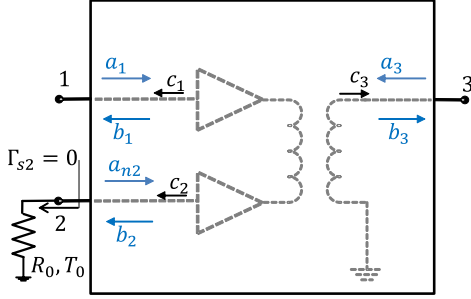 a₁ c₁ c₃ a₃
1 3
b₁ b₃
Γₛ₂ = 0 aₙ₂ c₂
2 b₂
R₀, T₀